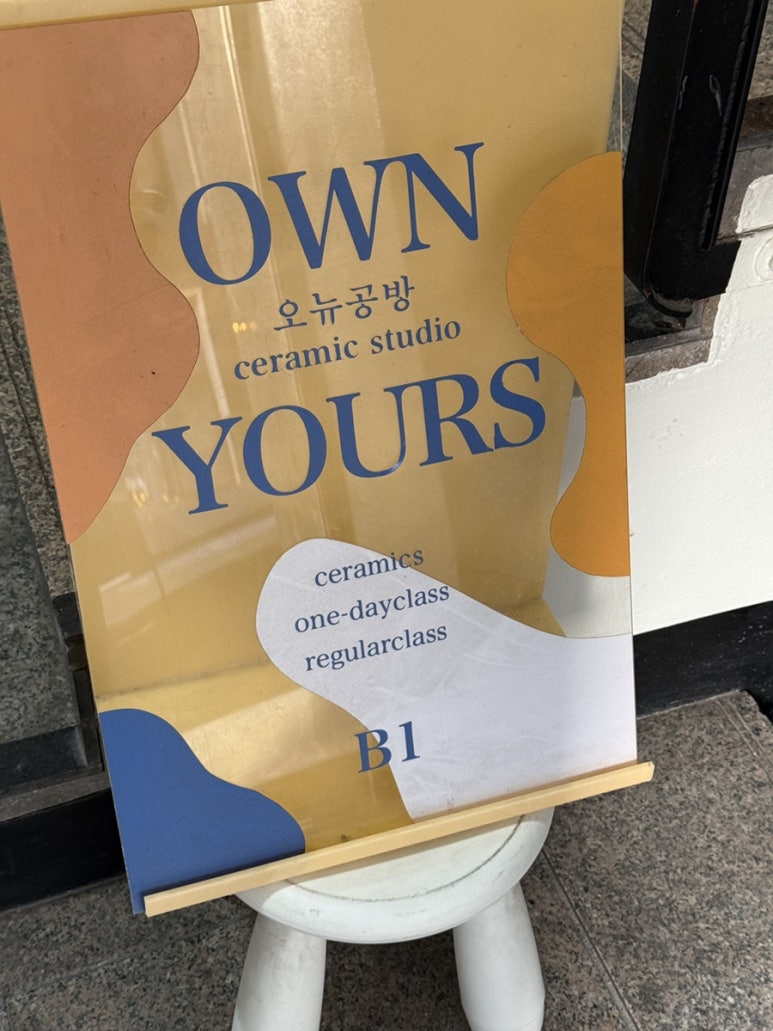 OWN
오뉴공방
ceramic studio
YOURS
ceramics
one-dayclass
regularclass
B1